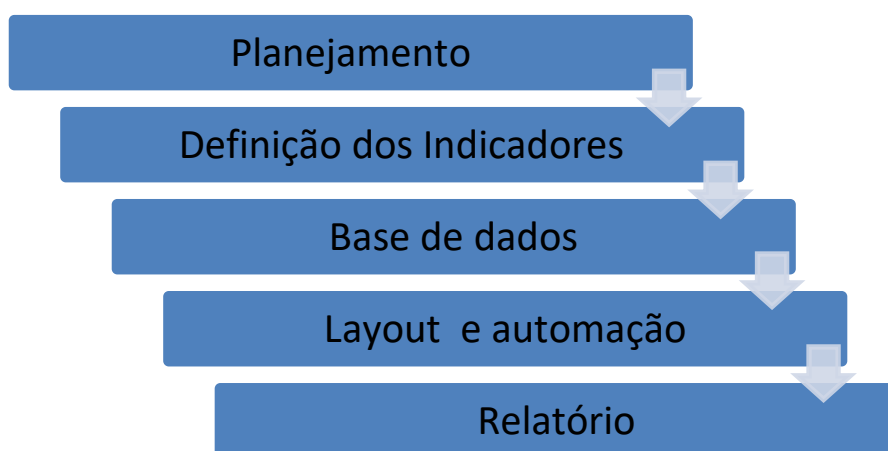 Planejamento
Definição dos Indicadores
Base de dados
Layout  e automação
Relatório